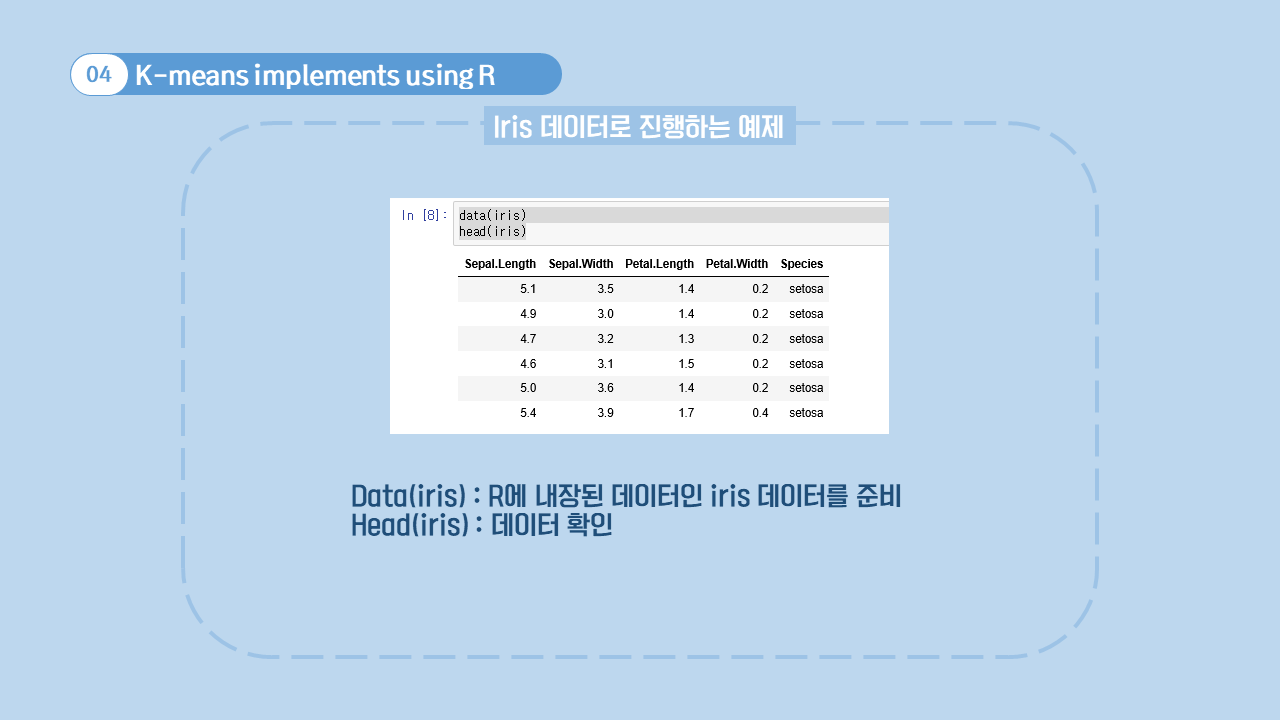 04 K-means implements using R
Iris 데이터로 진행하는 예제
In [8]: data(iris)
head(iris)
Sepal.Length Sepal.Width Petal.Length Petal.Width Species
5.1 3.5 1.4 0.2 setosa
4.9 3.0 1.4 0.2 setosa
4.7 3.2 1.3 0.2 setosa
4.6 3.1 1.5 0.2 setosa
5.0 3.6 1.4 0.2 setosa
5.4 3.9 1.7 0.4 setosa
Data(iris) : R에 내장된 데이터인 iris 데이터를 준비
Head(iris) : 데이터 확인